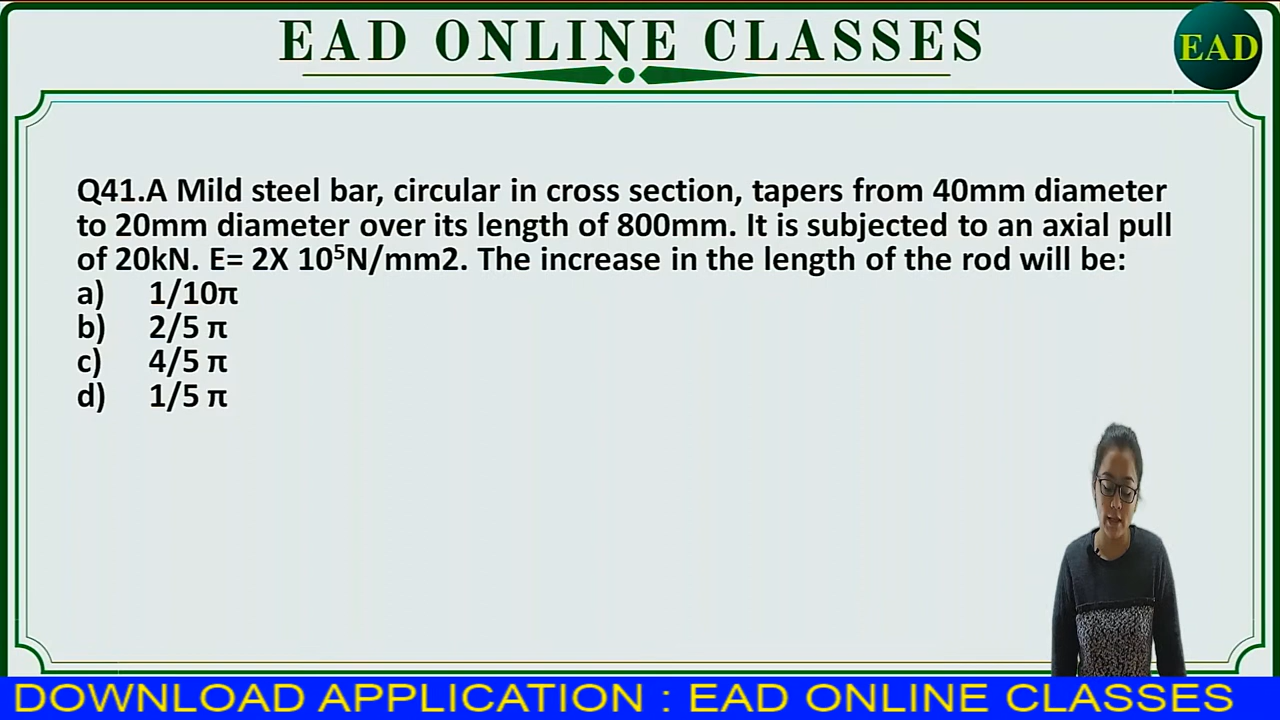 EAD ONLINE CLASSES
EAD
Q41.A Mild steel bar, circular in cross section, tapers from 40mm diameter
to 20mm diameter over its length of 800mm. It is subjected to an axial pull
of 20kN. E= 2X 10⁵N/mm2. The increase in the length of the rod will be:
a) 1/10π
b) 2/5 π
c) 4/5 π
d) 1/5 π
DOWNLOAD APPLICATION : EAD ONLINE CLASSES